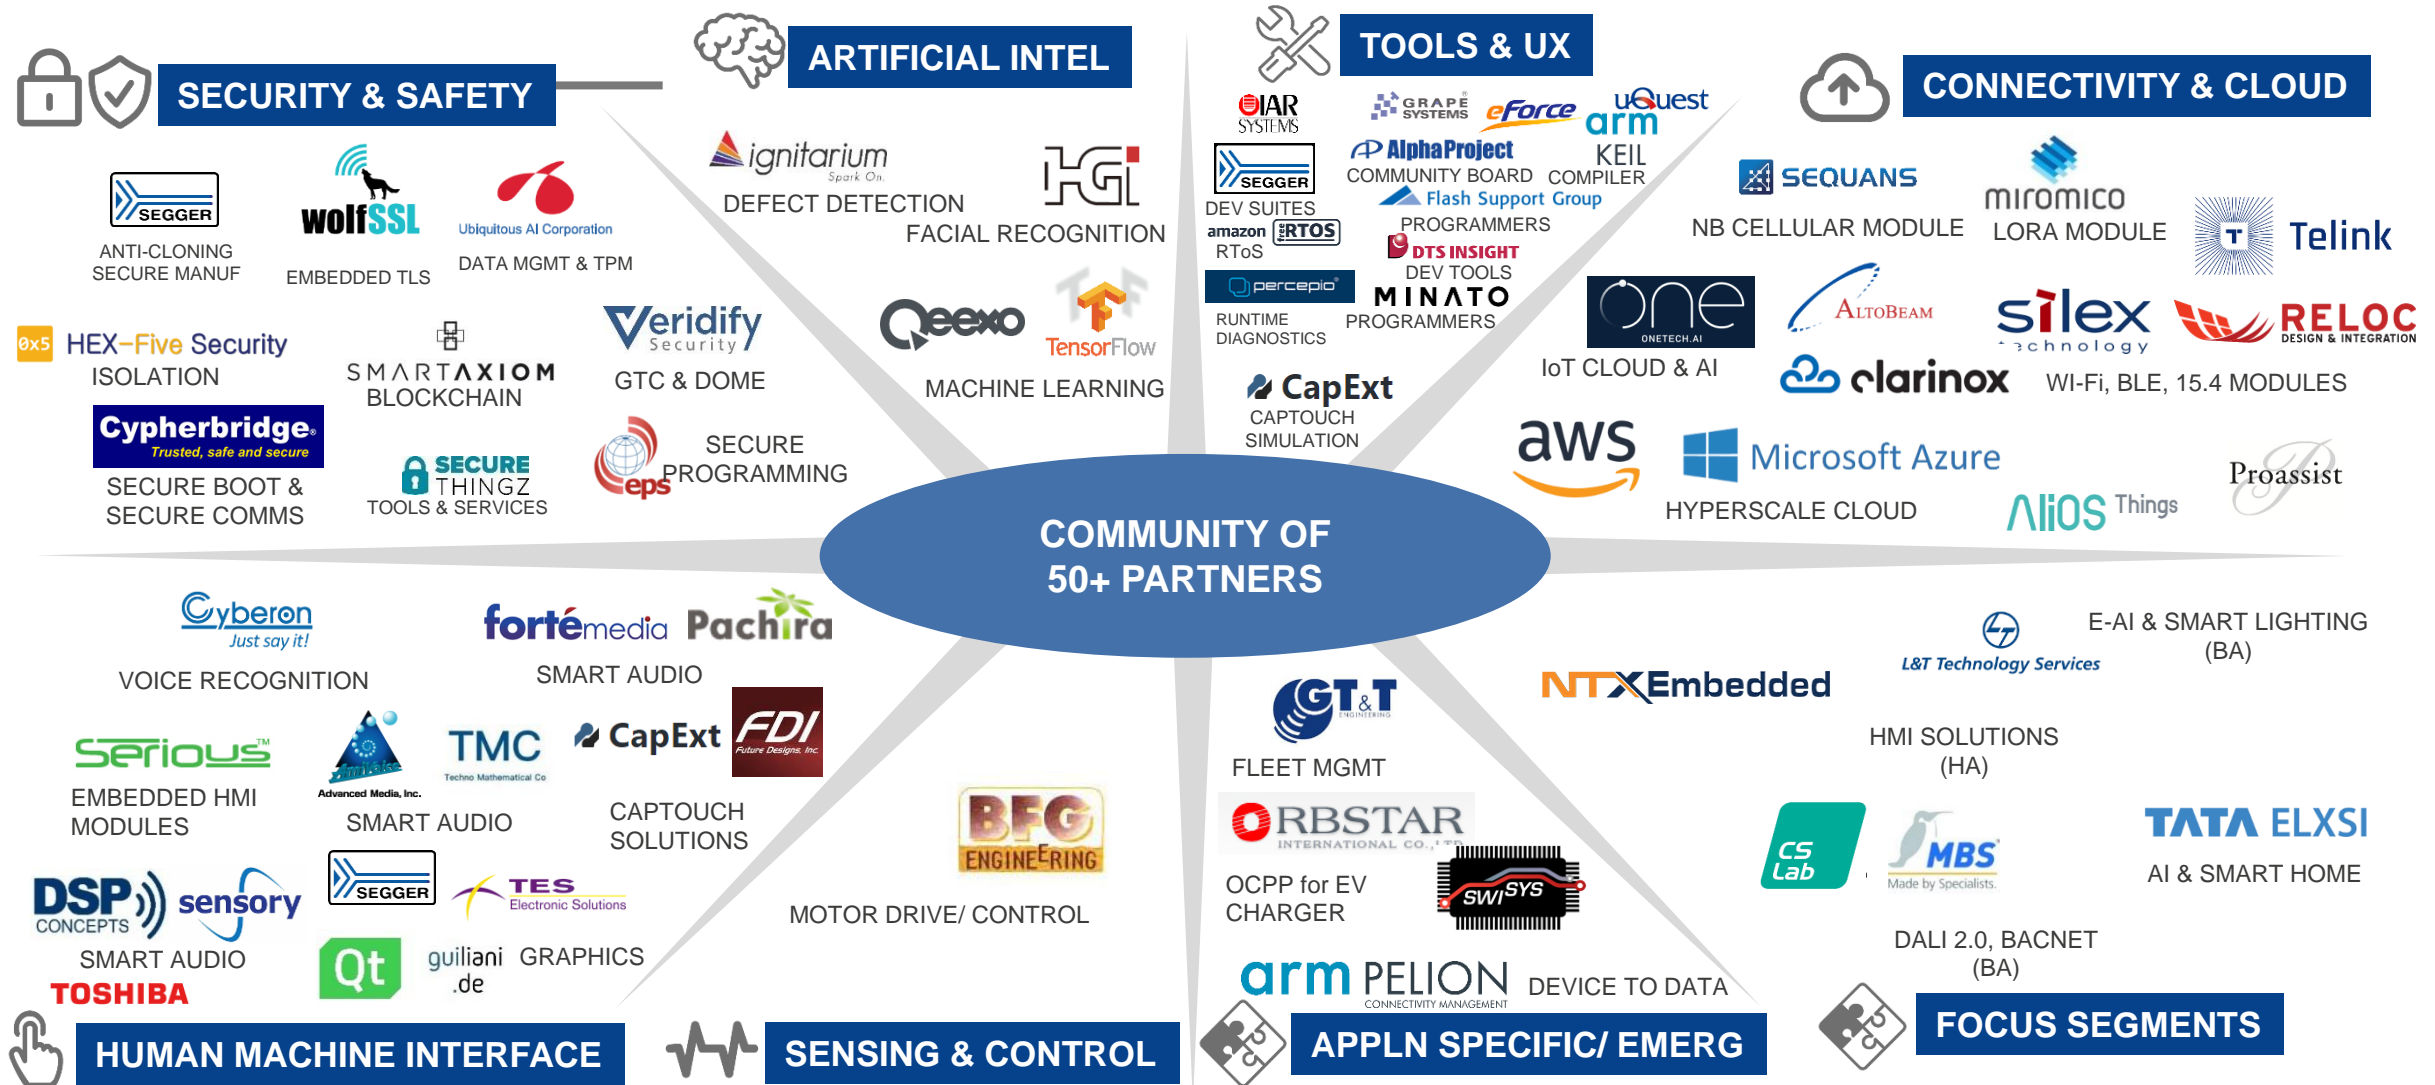 SECURITY & SAFETY
SEGGER
ANTI-CLONING
SECURE MANUF
wolfSSL
EMBEDDED TLS
Ubiquitous AI Corporation
DATA MGMT & TPM
0x5 HEX-Five Security
ISOLATION
SMARTAXIOM
BLOCKCHAIN
Veridify
Security
GTC & DOME
Cypherbridge
Trusted, safe and secure
SECURE BOOT &
SECURE COMMS
SECURE
THINGZ
TOOLS & SERVICES
eps
SECURE
PROGRAMMING
ARTIFICIAL INTEL
ignitarium
Spark On.
DEFECT DETECTION
HGi
FACIAL RECOGNITION
Qeexo
TensorFlow
MACHINE LEARNING
TOOLS & UX
IAR
SYSTEMS
GRAPE
SYSTEMS
eForce
uQuest
SEGGER
DEV SUITES
AlphaProject
COMMUNITY BOARD
arm
KEIL
COMPILER
Flash Support Group
PROGRAMMERS
amazon freeRTOS
RToS
DTS INSIGHT
DEV TOOLS
percepio
RUNTIME
DIAGNOSTICS
MINATO
PROGRAMMERS
CapExt
CAPTOUCH
SIMULATION
CONNECTIVITY & CLOUD
SEQUANS
NB CELLULAR MODULE
miromico
LORA MODULE
T Telink
one
ONETECH.AI
IoT CLOUD & AI
ALTOBEAM
silex
technology
RELOC
DESIGN & INTEGRATION
clarinox
WI-Fi, BLE, 15.4 MODULES
aws
Microsoft Azure
HYPERSCALE CLOUD
AliOS Things
Proassist
COMMUNITY OF
50+ PARTNERS
Cyberon
Just say it!
VOICE RECOGNITION
fortémedia
Pachira
SMART AUDIO
Serious™
EMBEDDED HMI
MODULES
AmiVoice
Advanced Media, Inc.
TMC
Techno Mathematical Co
SMART AUDIO
CapExt
FDI
Future Designs, Inc.
CAPTOUCH
SOLUTIONS
DSP
CONCEPTS
sensory
SMART AUDIO
TOSHIBA
SEGGER
TES
Electronic Solutions
Qt
guiliani
.de
GRAPHICS
HUMAN MACHINE INTERFACE
BFG
ENGINEERING
MOTOR DRIVE/ CONTROL
SENSING & CONTROL
GT&T
ENGINEERING
FLEET MGMT
ORBSTAR
INTERNATIONAL CO., LTD
OCPP for EV
CHARGER
SWISYS
arm PELION
CONNECTIVITY MANAGEMENT
DEVICE TO DATA
APPLN SPECIFIC/ EMERG
NTXEmbedded
L&T Technology Services
E-AI & SMART LIGHTING
(BA)
HMI SOLUTIONS
(HA)
CS
Lab
MBS
Made by Specialists.
DALI 2.0, BACNET
(BA)
TATA ELXSI
AI & SMART HOME
FOCUS SEGMENTS